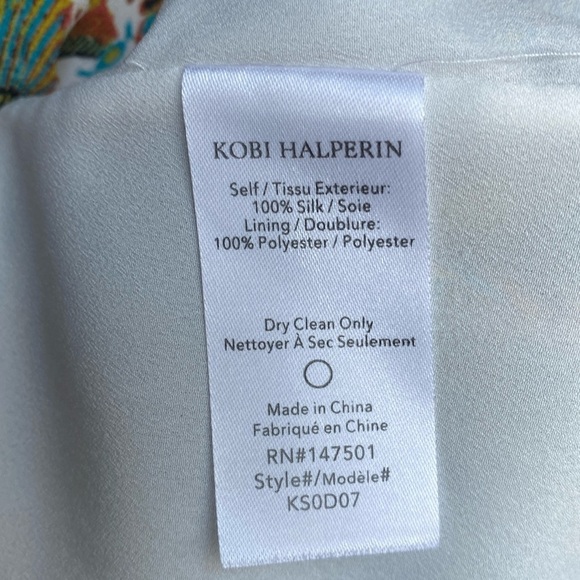 KOBI HALPERIN
Self / Tissu Exterieur:
100% Silk / Soie
Lining / Doublure:
100% Polyester / Polyester
Dry Clean Only
Nettoyer À Sec Seulement
Made in China
Fabriqué en Chine
RN#147501
Style#/Modèle#
KS0D07